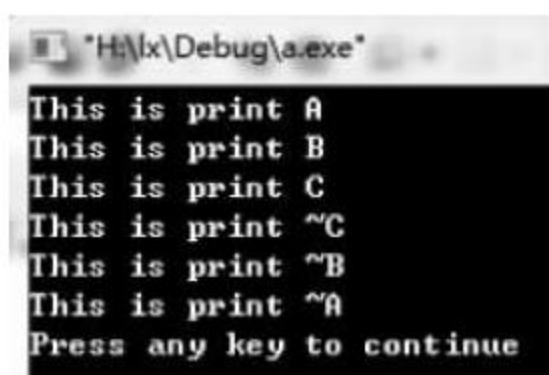 "H:\lx\Debug\a.exe"
This is print A
This is print B
This is print C
This is print ~C
This is print ~B
This is print ~A
Press any key to continue